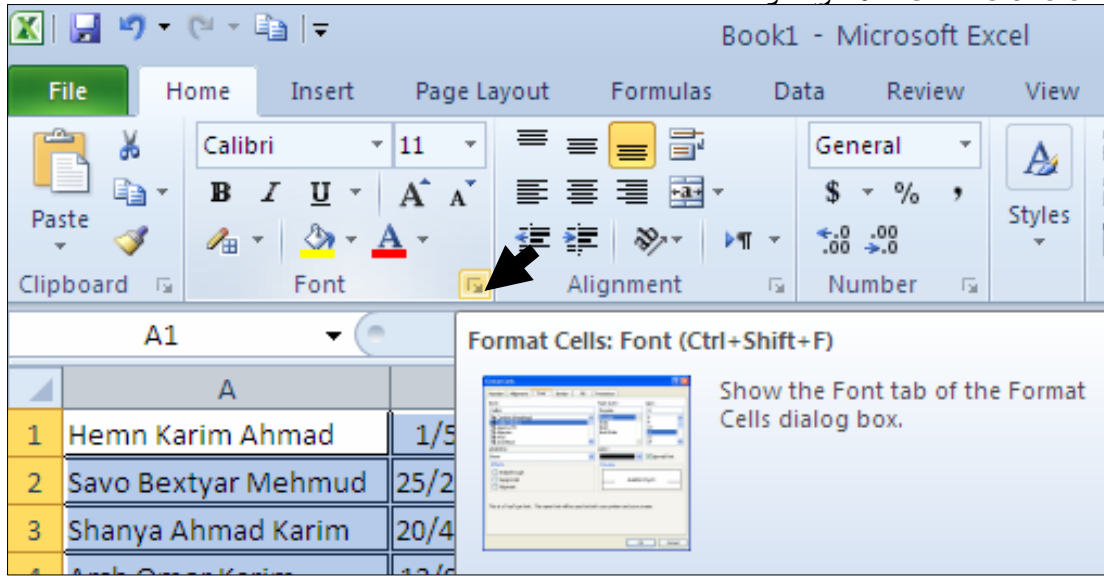 Book1 - Microsoft Excel
File Home Insert Page Layout Formulas Data Review View
Calibri 11 General
B I U A A $ % ,
Paste Styles
Clipboard Font Alignment Number
A1
Format Cells: Font (Ctrl+Shift+F)
Show the Font tab of the Format
Cells dialog box.
A
1 Hemn Karim Ahmad 1/5
2 Savo Bextyar Mehmud 25/2
3 Shanya Ahmad Karim 20/4
4